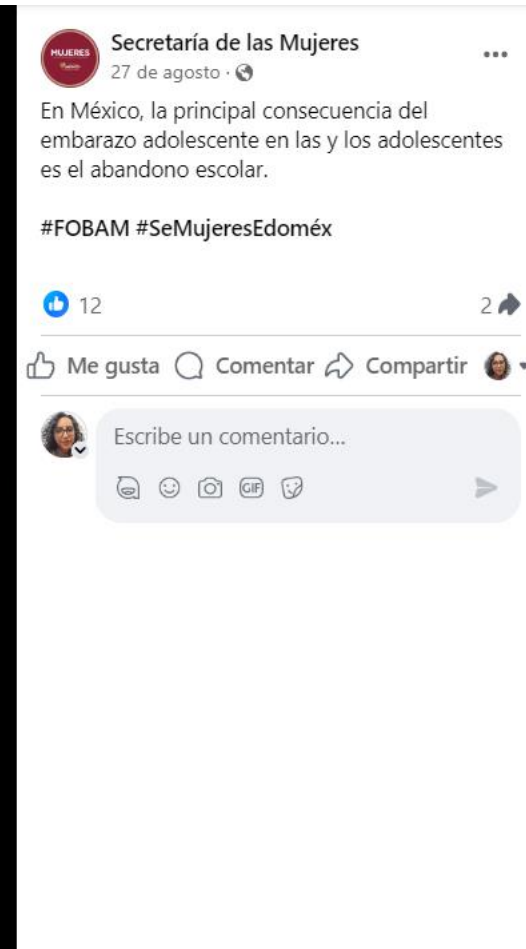 MUJERES
Secretaría de las Mujeres
27 de agosto ·
En México, la principal consecuencia del
embarazo adolescente en las y los adolescentes
es el abandono escolar.
#FOBAM #SeMujeresEdoméx
12
2
Me gusta Comentar Compartir
Escribe un comentario...
GIF